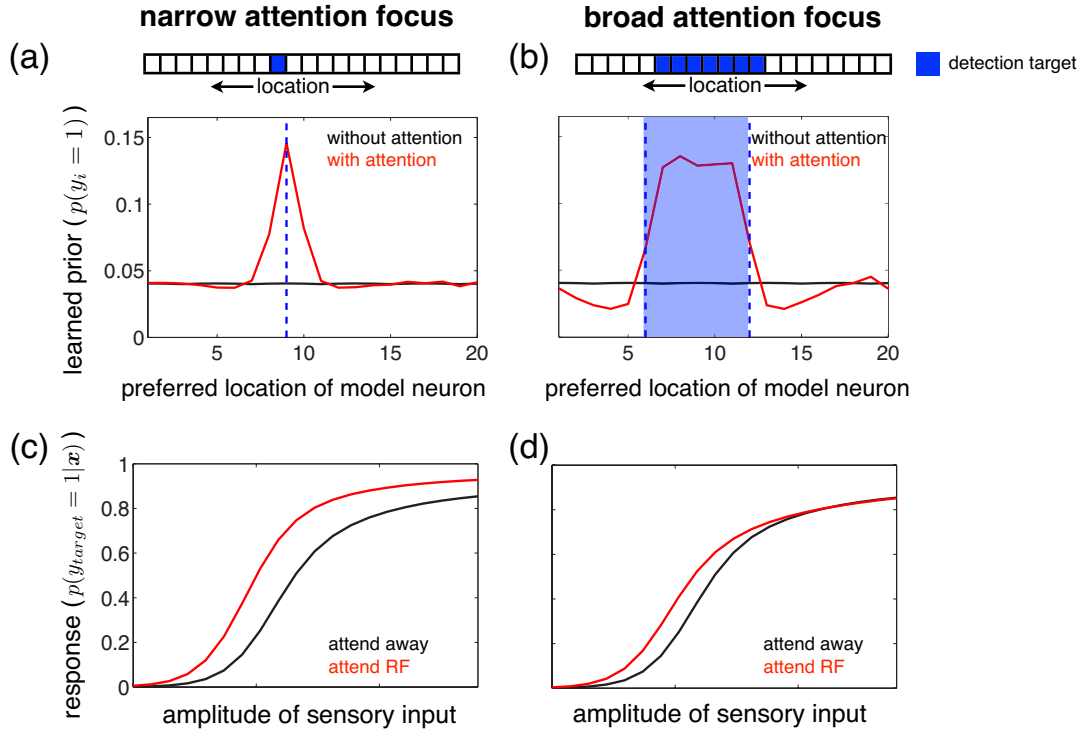 narrow attention focus
broad attention focus
(a)
location
(b)
location
detection target
learned prior ( p(y_i = 1) )
0.15
0.1
0.05
0
without attention
with attention
5 10 15 20
preferred location of model neuron
without attention
with attention
5 10 15 20
preferred location of model neuron
(c)
response ( p(y_{target} = 1|x) )
1
0.8
0.6
0.4
0.2
0
attend away
attend RF
amplitude of sensory input
(d)
attend away
attend RF
amplitude of sensory input